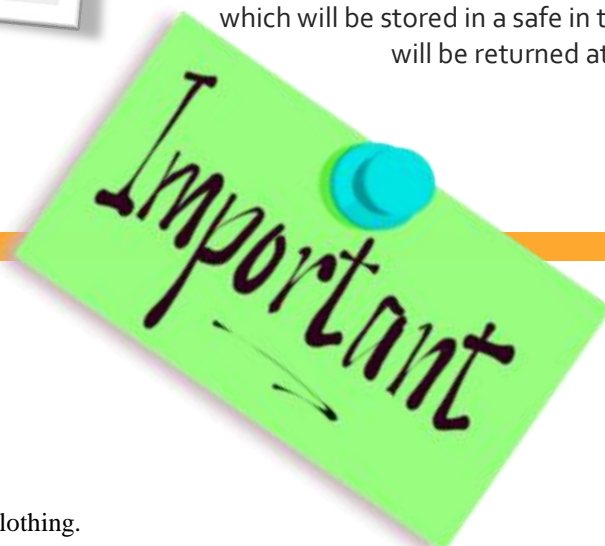 which will be stored in a safe in t
will be returned at
Important
lothing.